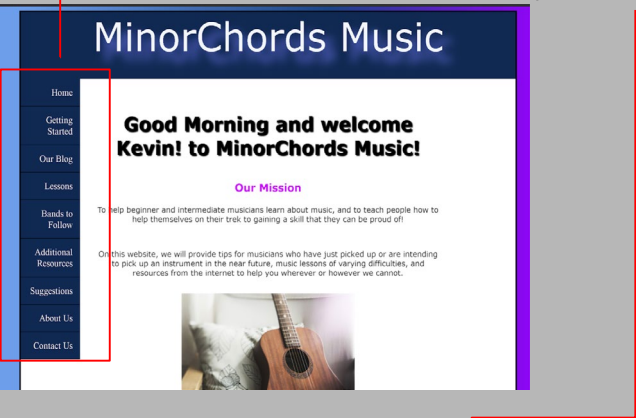 MinorChords Music
Home
Getting
Started
Our Blog
Lessons
Bands to
Follow
Additional
Resources
Suggestions
About Us
Contact Us
Good Morning and welcome
Kevin! to MinorChords Music!
Our Mission
To help beginner and intermediate musicians learn about music, and to teach people how to
help themselves on their trek to gaining a skill that they can be proud of!
On this website, we will provide tips for musicians who have just picked up or are intending
to pick up an instrument in the near future, music lessons of varying difficulties, and
resources from the internet to help you wherever or however we cannot.